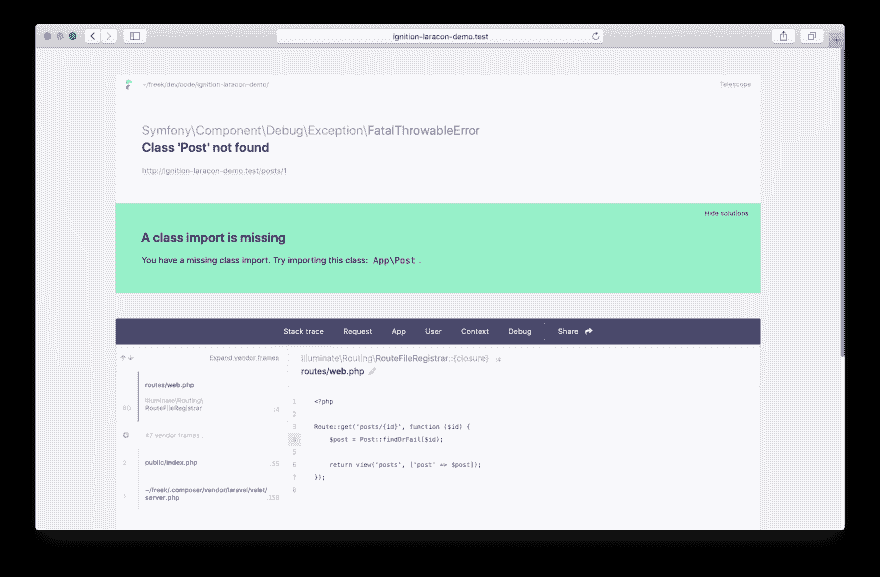 ignition-laracon-demo.test
~/freek/dev/code/ignition-laracon-demo/
Telescope
Symfony\Component\Debug\Exception\FatalThrowableError
Class 'Post' not found
http://ignition-laracon-demo.test/posts/1
Hide solutions
A class import is missing
You have a missing class import. Try importing this class: App\Post .
Stack trace Request App User Context Debug Share
Expand vendor frames
routes/web.php
Illuminate\Routing\
RouteFileRegistrar :4
47 vendor frames…
2 public/index.php :55
1 ~/freek/.composer/vendor/laravel/valet/
server.php :158
Illuminate\Routing\RouteFileRegistrar::{closure} :4
routes/web.php
1 <?php
2
3 Route::get('posts/{id}', function ($id) {
4 $post = Post::findOrFail($id);
5
6 return view('posts', ['post' => $post]);
7 });
8